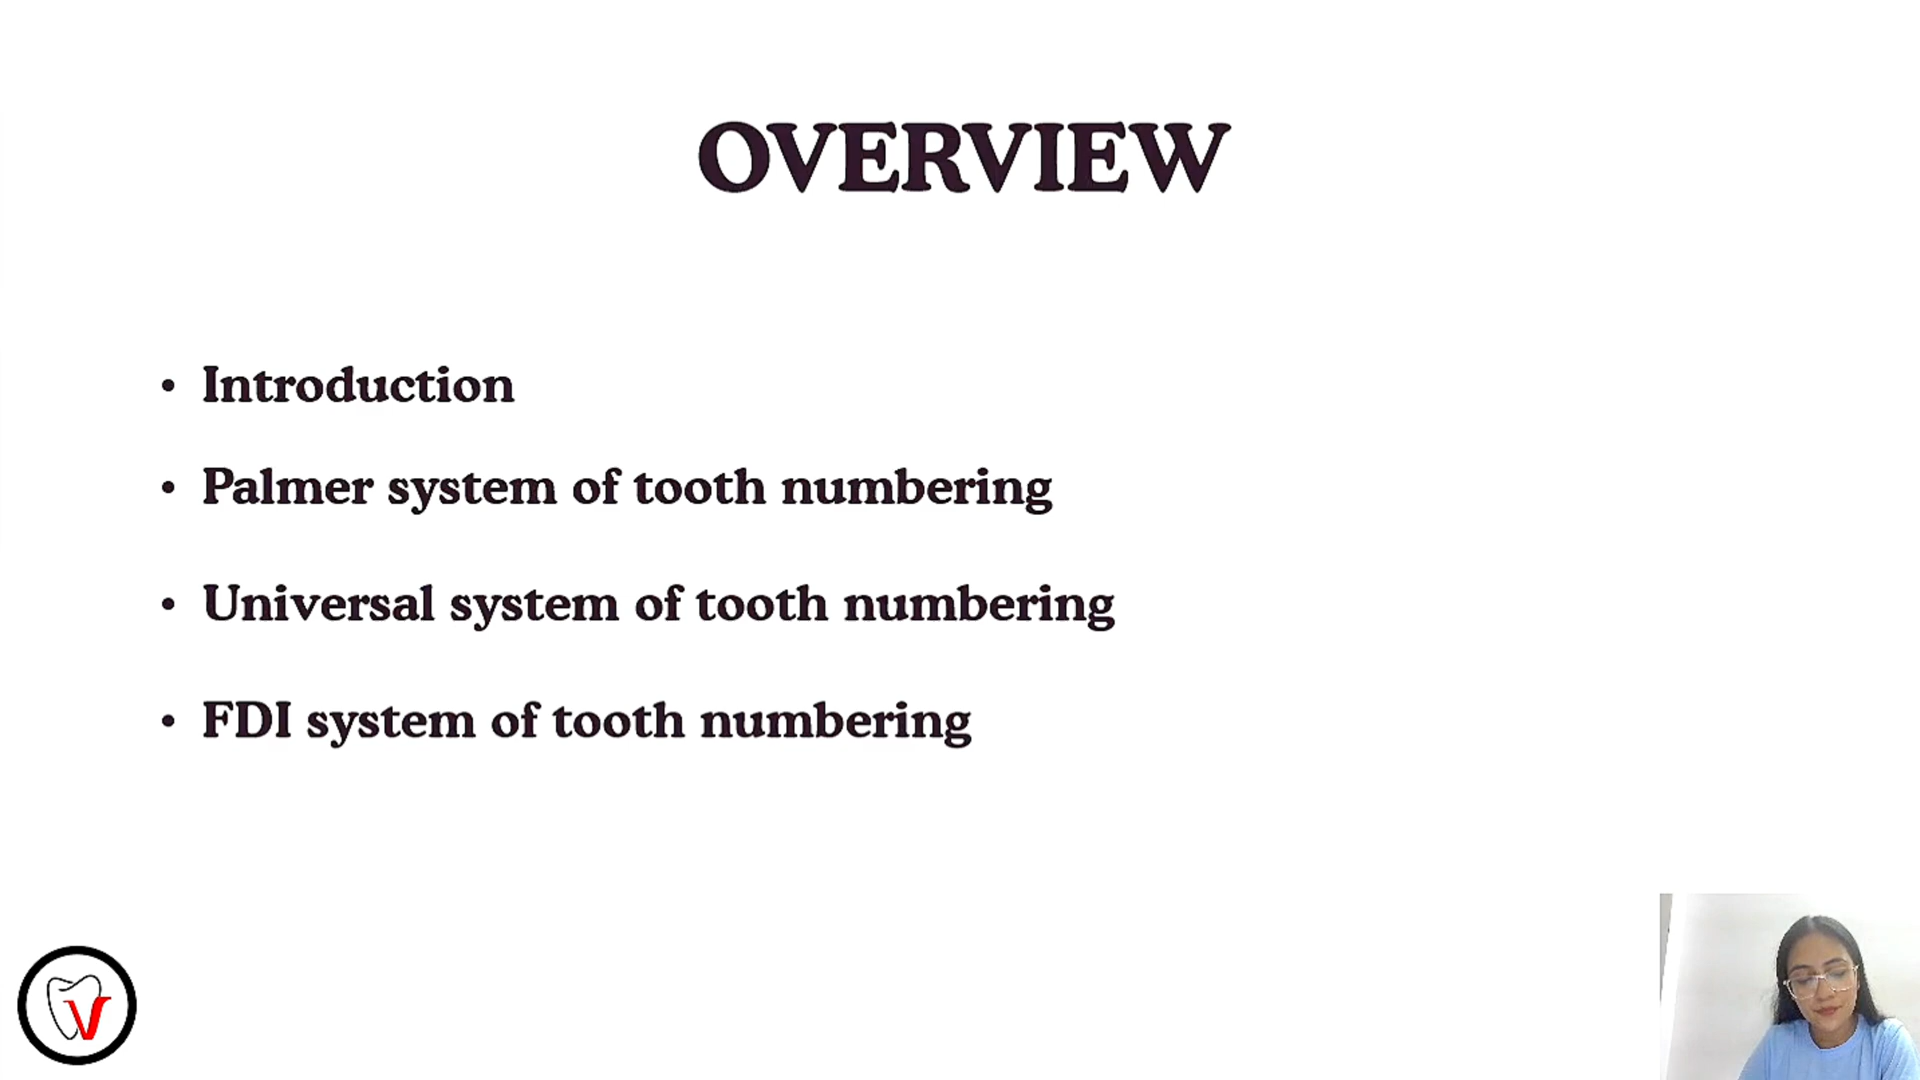 OVERVIEW
• Introduction
• Palmer system of tooth numbering
• Universal system of tooth numbering
• FDI system of tooth numbering
V